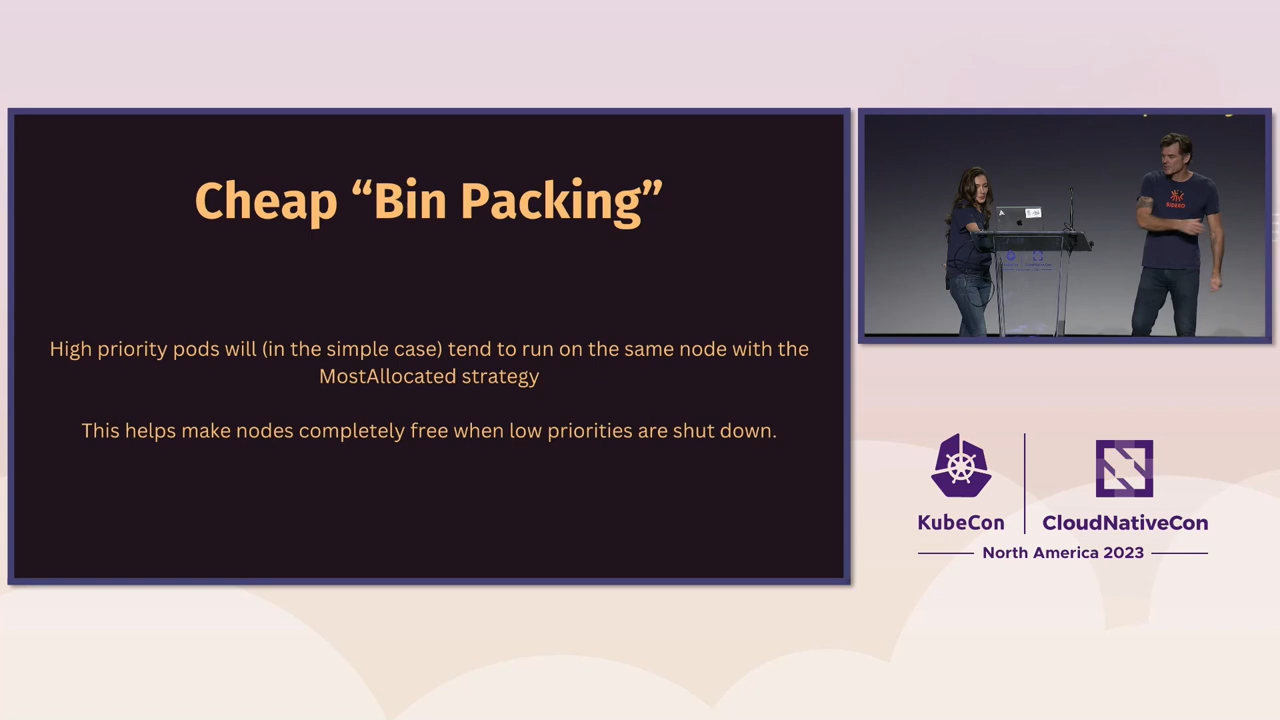 Cheap “Bin Packing”
High priority pods will (in the simple case) tend to run on the same node with the
MostAllocated strategy
This helps make nodes completely free when low priorities are shut down.
SIDERO
KubeCon
CloudNativeCon
North America 2023